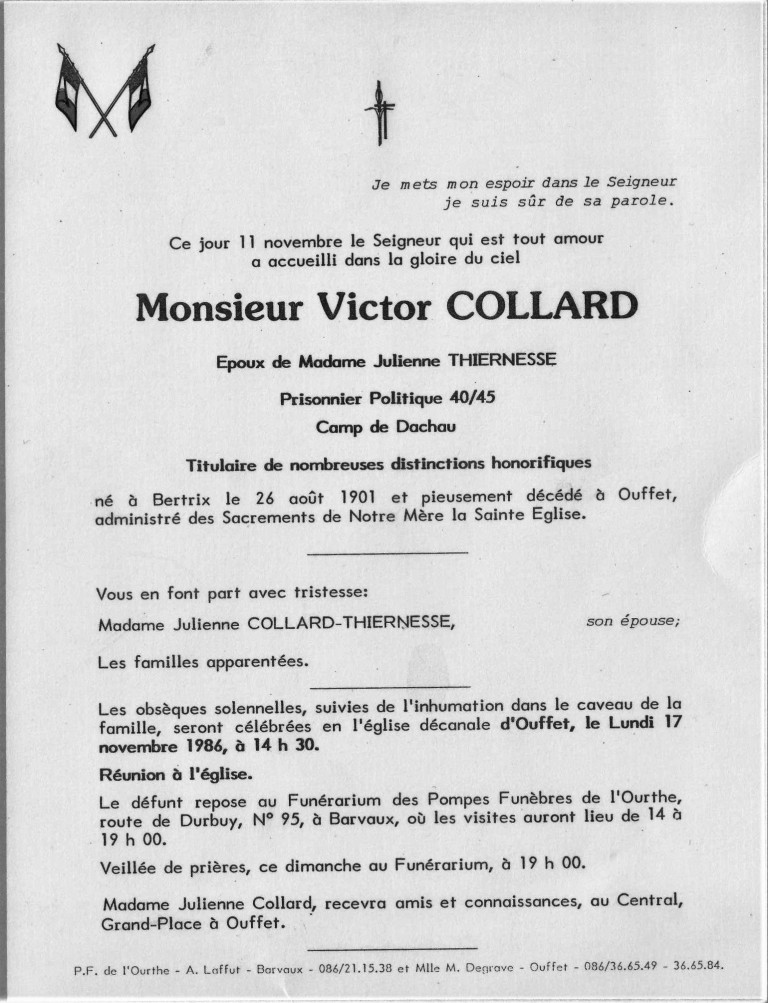 Je mets mon espoir dans le Seigneur
je suis sûr de sa parole.
Ce jour 11 novembre le Seigneur qui est tout amour
a accueilli dans la gloire du ciel
Monsieur Victor COLLARD
Epoux de Madame Julienne THIERNESSE
Prisonnier Politique 40/45
Camp de Dachau
Titulaire de nombreuses distinctions honorifiques
né à Bertrix le 26 août 1901 et pieusement décédé à Ouffet,
administré des Sacrements de Notre Mère la Sainte Eglise.
Vous en font part avec tristesse:
Madame Julienne COLLARD-THIERNESSE, son épouse;
Les familles apparentées.
Les obsèques solennelles, suivies de l'inhumation dans le caveau de la
famille, seront célébrées en l'église décanale d'Ouffet, le Lundi 17
novembre 1986, à 14 h 30.
Réunion à l'église.
Le défunt repose au Funérarium des Pompes Funèbres de l'Ourthe,
route de Durbuy, N° 95, à Barvaux, où les visites auront lieu de 14 à
19 h 00.
Veillée de prières, ce dimanche au Funérarium, à 19 h 00.
Madame Julienne Collard, recevra amis et connaissances, au Central,
Grand-Place à Ouffet.
P.F. de l'Ourthe - A. Laffut - Barvaux - 086/21.15.38 et Mlle M. Degrave - Ouffet - 086/36.65.49 - 36.65.84.